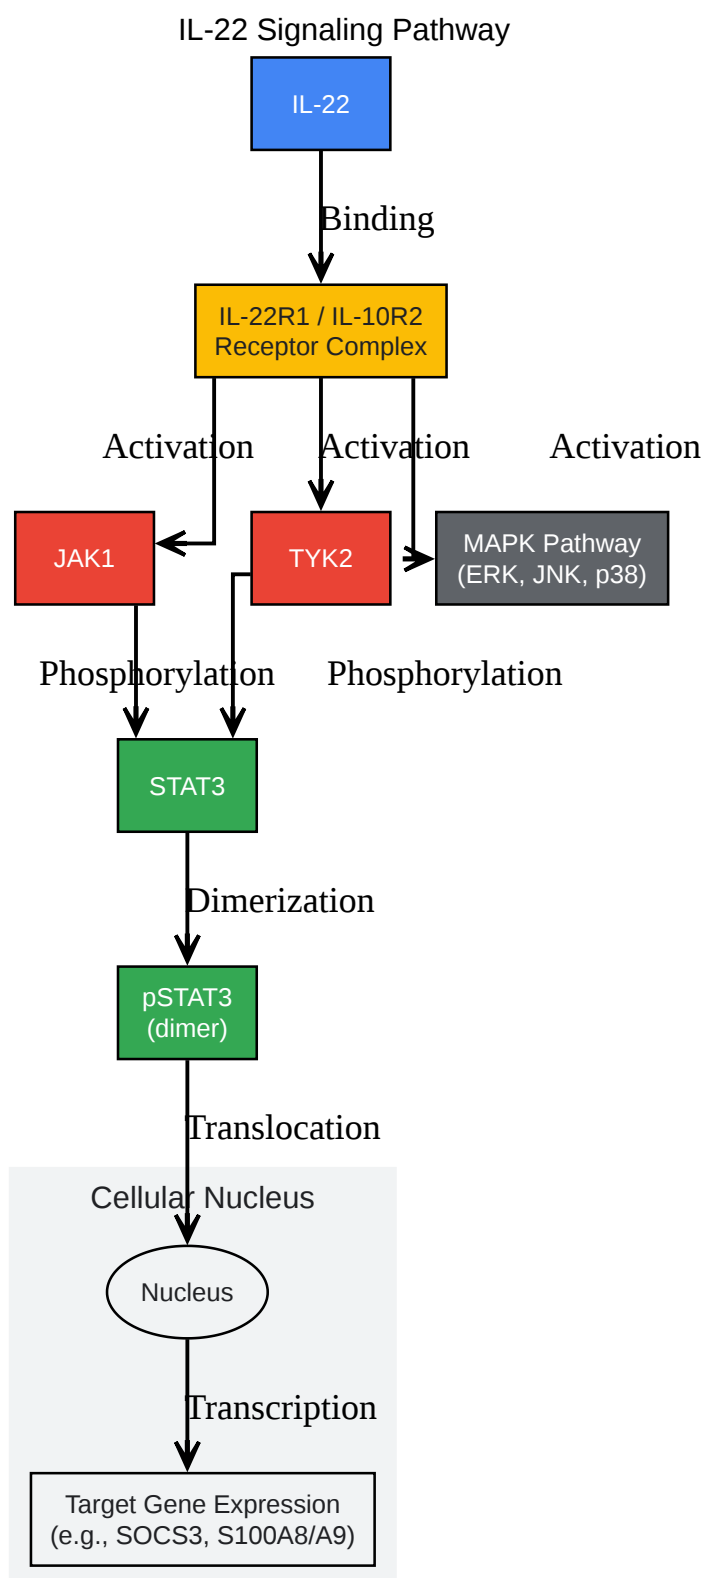 IL-22 Signaling Pathway
IL-22
Binding
IL-22R1 / IL-10R2
Receptor Complex
Activation
Activation
Activation
JAK1
TYK2
MAPK Pathway
(ERK, JNK, p38)
Phosphorylation
Phosphorylation
STAT3
Dimerization
pSTAT3
(dimer)
Translocation
Cellular Nucleus
Nucleus
Transcription
Target Gene Expression
(e.g., SOCS3, S100A8/A9)